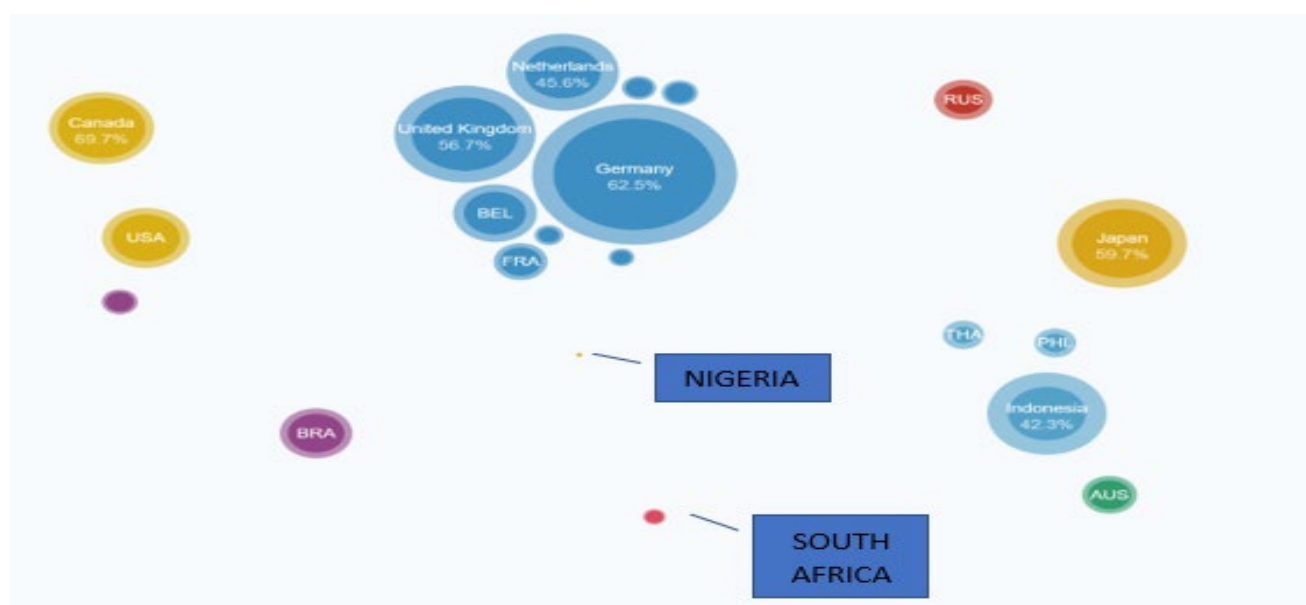 Netherlands
45.6%
Canada
69.7%
United Kingdom
56.7%
Germany
62.5%
RUS
BEL
USA
FRA
Japan
59.7%
THA
PHL
NIGERIA
Indonesia
42.3%
BRA
AUS
SOUTH
AFRICA